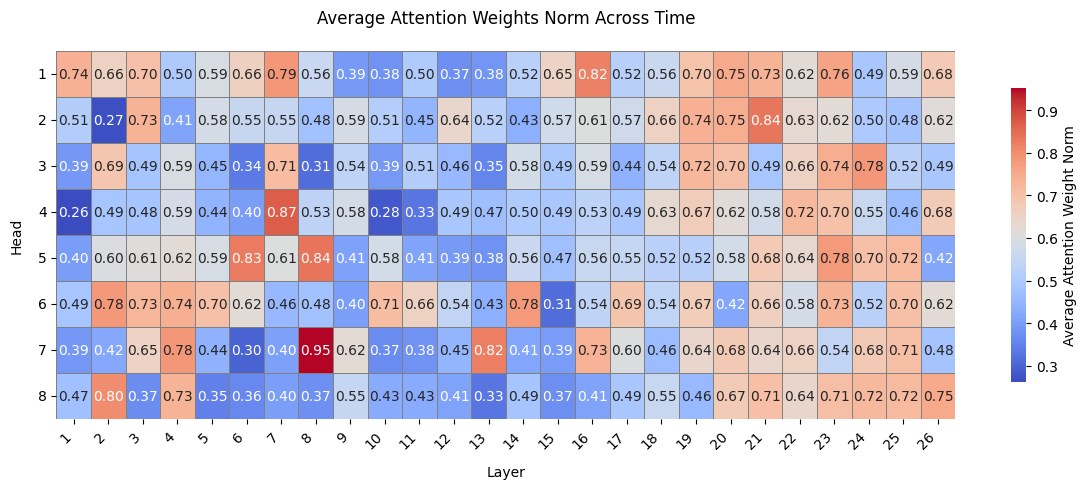 Average Attention Weights Norm Across Time
1 0.74 0.66 0.70 0.50 0.59 0.66 0.79 0.56 0.39 0.38 0.50 0.37 0.38 0.52 0.65 0.82 0.52 0.56 0.70 0.75 0.73 0.62 0.76 0.49 0.59 0.68
2 0.51 0.27 0.73 0.41 0.58 0.55 0.55 0.48 0.59 0.51 0.45 0.64 0.52 0.43 0.57 0.61 0.57 0.66 0.74 0.75 0.84 0.63 0.62 0.50 0.48 0.62
3 0.39 0.69 0.49 0.59 0.45 0.34 0.71 0.31 0.54 0.39 0.51 0.46 0.35 0.58 0.49 0.59 0.44 0.54 0.72 0.70 0.49 0.66 0.74 0.78 0.52 0.49
4 0.26 0.49 0.48 0.59 0.44 0.40 0.87 0.53 0.58 0.28 0.33 0.49 0.47 0.50 0.49 0.53 0.49 0.63 0.67 0.62 0.58 0.72 0.70 0.55 0.46 0.68
5 0.40 0.60 0.61 0.62 0.59 0.83 0.61 0.84 0.41 0.58 0.41 0.39 0.38 0.56 0.47 0.56 0.55 0.52 0.52 0.58 0.68 0.64 0.78 0.70 0.72 0.42
6 0.49 0.78 0.73 0.74 0.70 0.62 0.46 0.48 0.40 0.71 0.66 0.54 0.43 0.78 0.31 0.54 0.69 0.54 0.67 0.42 0.66 0.58 0.73 0.52 0.70 0.62
7 0.39 0.42 0.65 0.78 0.44 0.30 0.40 0.95 0.62 0.37 0.38 0.45 0.82 0.41 0.39 0.73 0.60 0.46 0.64 0.68 0.64 0.66 0.54 0.68 0.71 0.48
8 0.47 0.80 0.37 0.73 0.35 0.36 0.40 0.37 0.55 0.43 0.43 0.41 0.33 0.49 0.37 0.41 0.49 0.55 0.46 0.67 0.71 0.64 0.71 0.72 0.72 0.75
1 2 3 4 5 6 7 8 9 10 11 12 13 14 15 16 17 18 19 20 21 22 23 24 25 26
Layer
Head
0.9
0.8
0.7
0.6
0.5
0.4
0.3
Average Attention Weight Norm